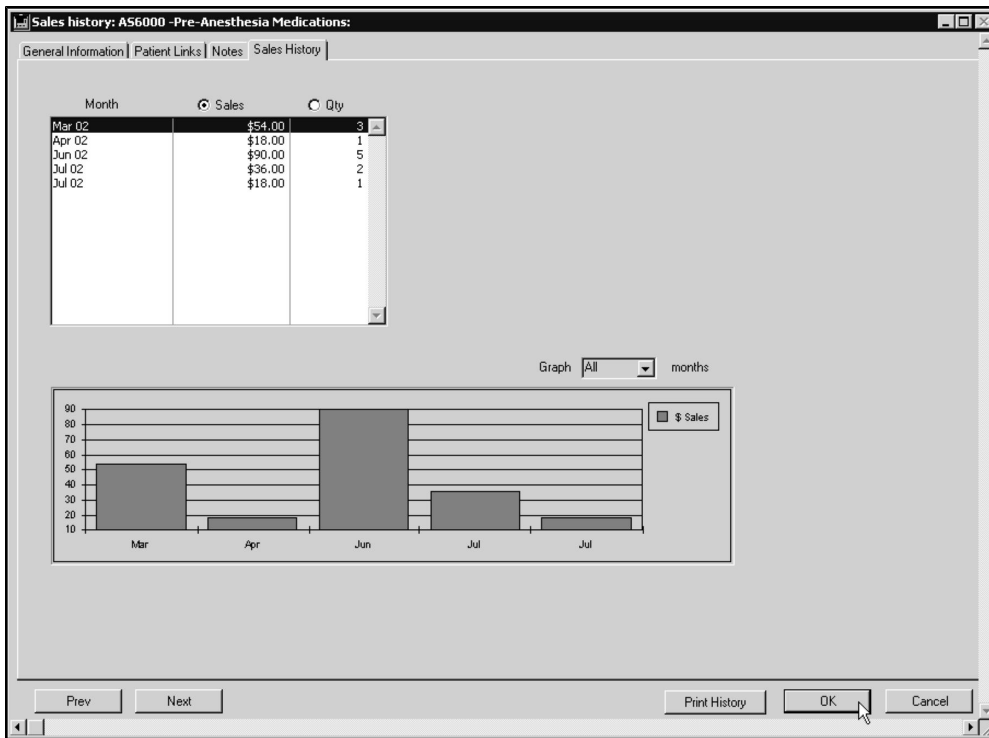 Sales history: AS6000 -Pre-Anesthesia Medications:
General Information Patient Links Notes Sales History
Month Sales Qty
Mar 02 $54.00 3
Apr 02 $18.00 1
Jun 02 $90.00 5
Jul 02 $36.00 2
Jul 02 $18.00 1
Graph All months
90
80
70
60
50
40
30
20
10
$ Sales
Mar Apr Jun Jul Jul
Prev Next Print History OK Cancel